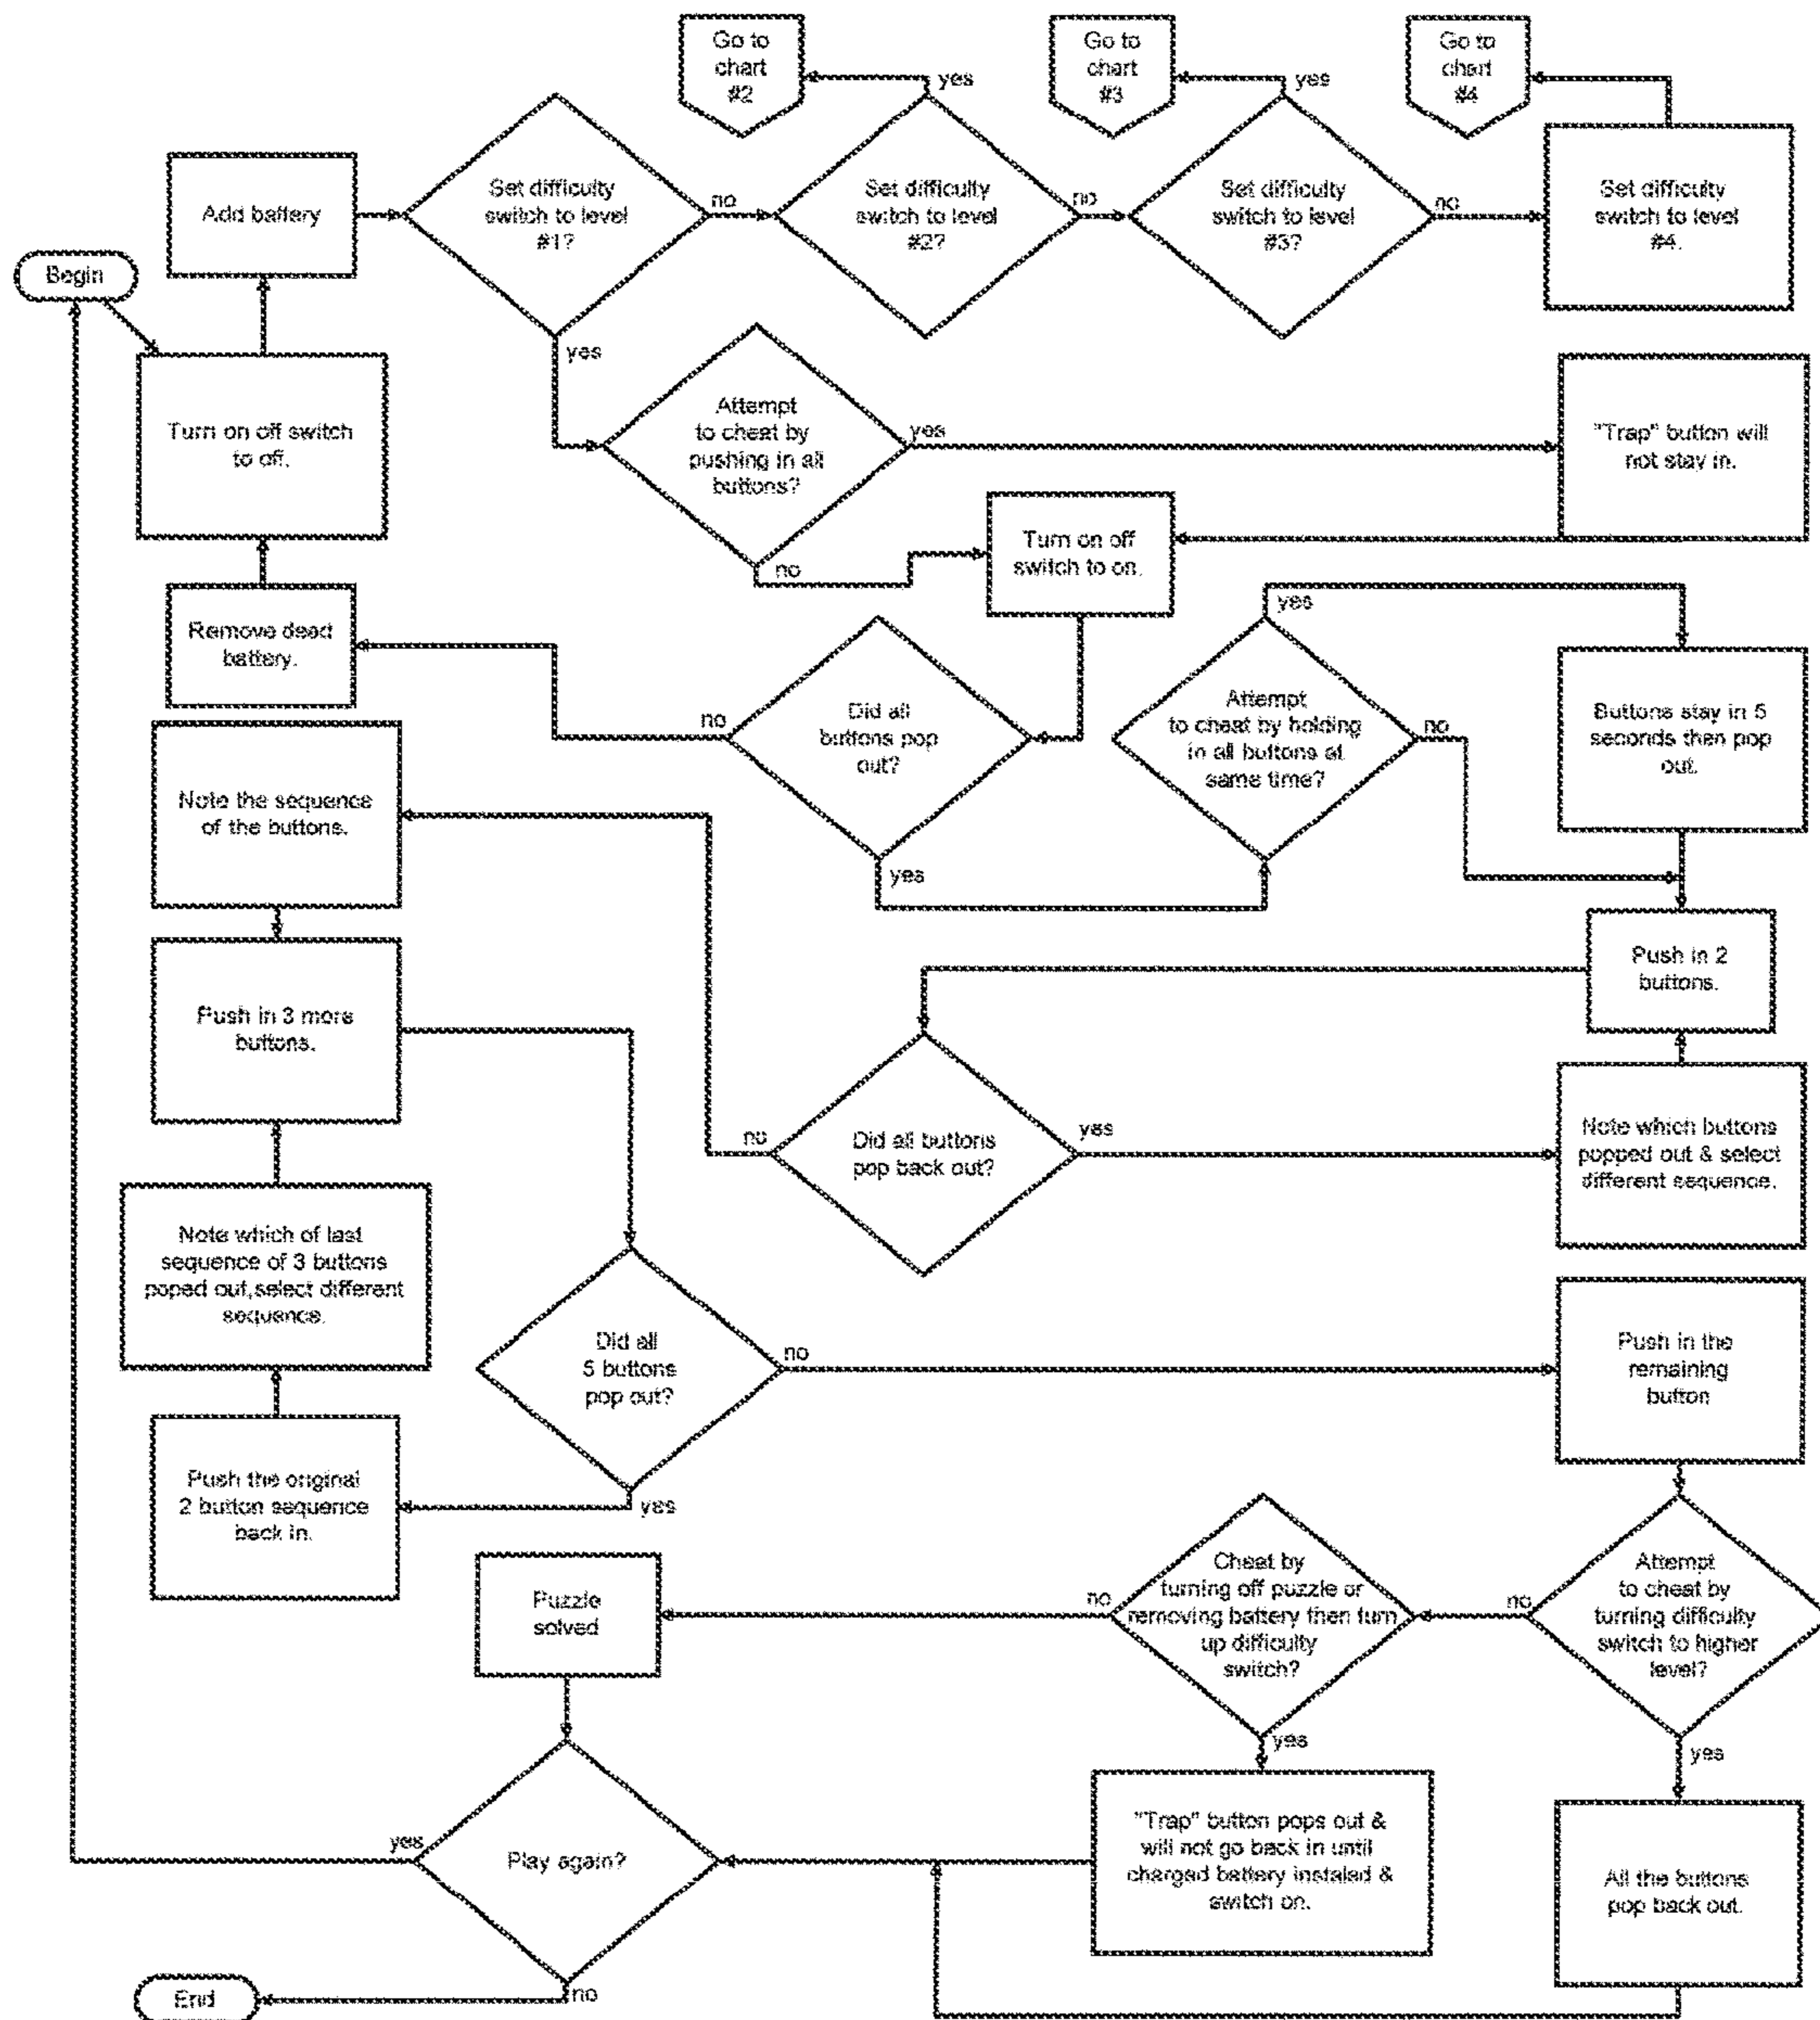 Go to
chart
#2
yes
Go to
chart
#3
yes
Go to
chart
#4
Add battery
Set difficulty
switch to level
#1?
no
Set difficulty
switch to level
#2?
no
Set difficulty
switch to level
#3?
no
Set difficulty
switch to level
#4.
Begin
yes
Turn on off switch
to off.
Attempt
to cheat by
pushing in all
buttons?
yes
"Trap" button will
not stay in.
no
Turn on off
switch to on.
Remove dead
battery.
no
Did all
buttons pop
out?
yes
yes
Attempt
to cheat by holding
in all buttons at
same time?
no
Buttons stay in 5
seconds then pop
out.
Note the sequence
of the buttons.
Push in 2
buttons.
Push in 3 more
buttons.
no
Did all buttons
pop back out?
yes
Note which buttons
popped out & select
different sequence.
Note which of last
sequence of 3 buttons
poped out,select different
sequence.
Did all
5 buttons
pop out?
no
yes
Push in the
remaining
button
Push the original
2 button sequence
back in.
Puzzle
solved
no
Cheat by
turning off puzzle or
removing battery then turn
up difficulty
switch?
yes
no
Attempt
to cheat by
turning difficulty
switch to higher
level?
yes
yes
Play again?
no
"Trap" button pops out &
will not go back in until
charged battery instaled &
switch on.
All the buttons
pop back out.
End